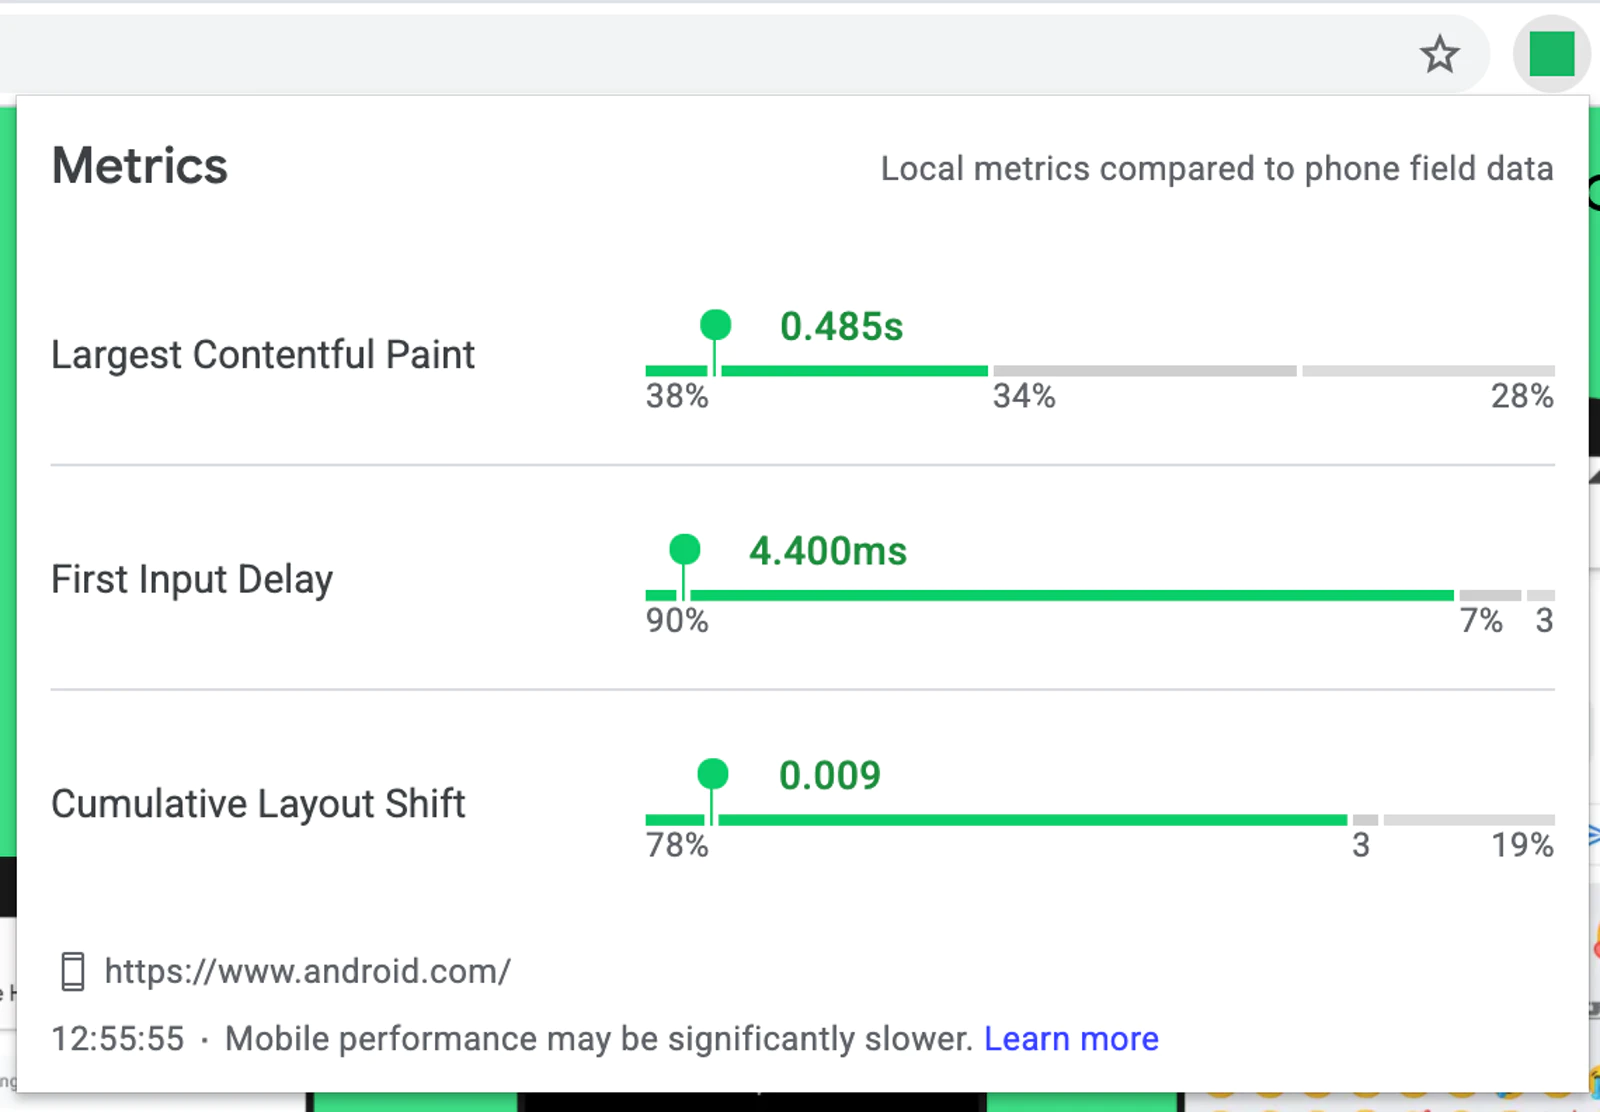 Metrics
Local metrics compared to phone field data
Largest Contentful Paint
0.485s
38% 34% 28%
First Input Delay
4.400ms
90% 7% 3
Cumulative Layout Shift
0.009
78% 3 19%
https://www.android.com/
12:55:55 · Mobile performance may be significantly slower. Learn more